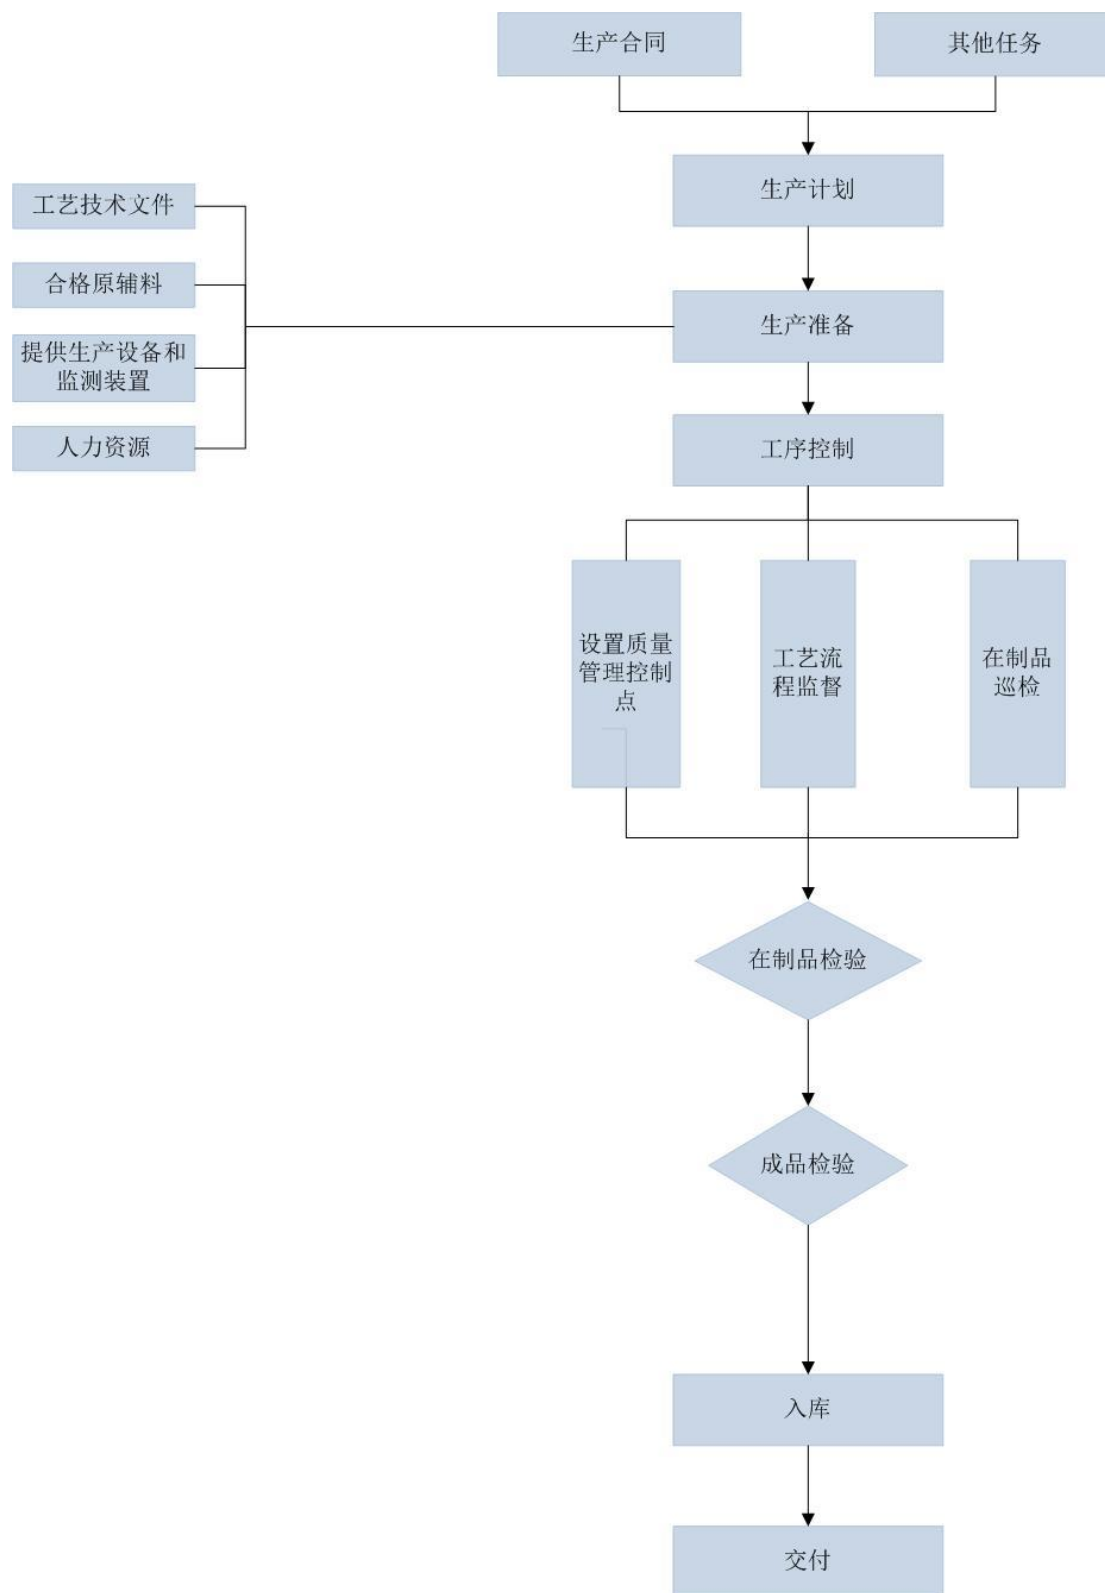 生产合同
其他任务
生产计划
工艺技术文件
合格原辅料
提供生产设备和
监测装置
人力资源
生产准备
工序控制
设置质量
管理控制
点
工艺流
程监督
在制品
巡检
在制品检验
成品检验
入库
交付